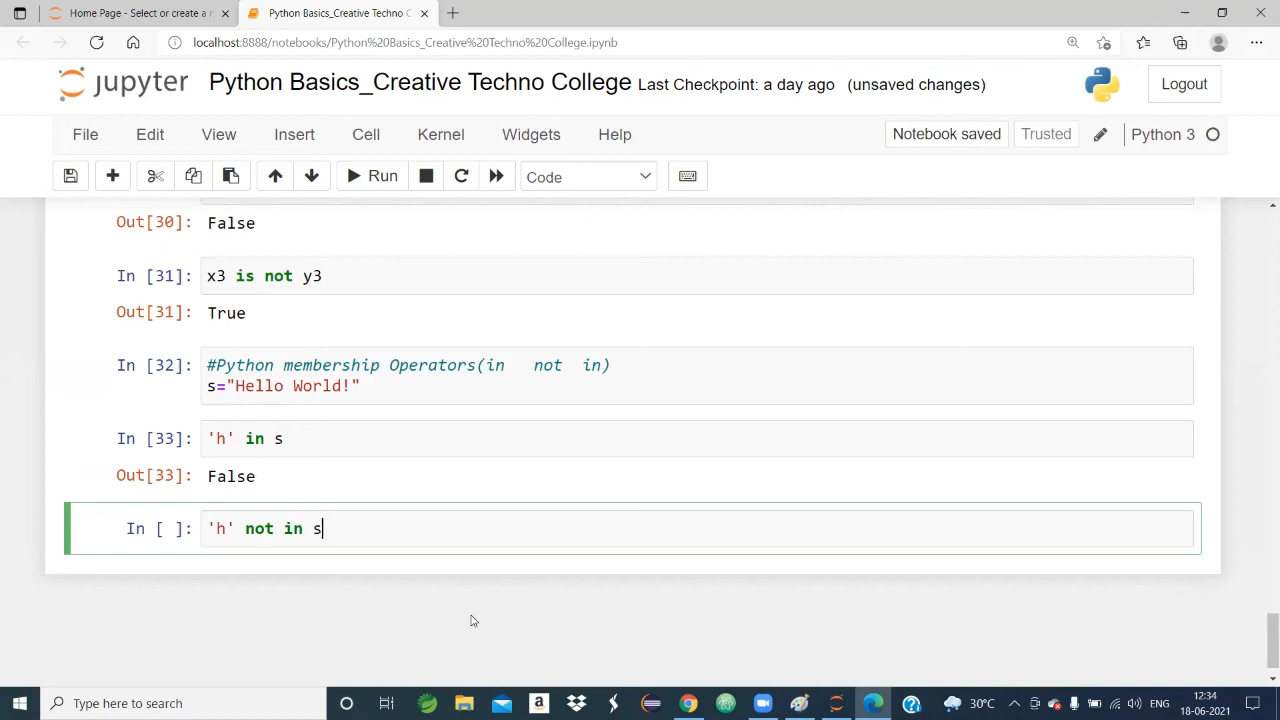 Home Page - Select or create a n
Python Basics_Creative Techno C
localhost:8888/notebooks/Python%20Basics_Creative%20Techno%20College.ipynb
jupyter Python Basics_Creative Techno College Last Checkpoint: a day ago (unsaved changes) Logout
File Edit View Insert Cell Kernel Widgets Help Notebook saved Trusted Python 3
Run Code
Out[30]: False
In [31]: x3 is not y3
Out[31]: True
In [32]: #Python membership Operators(in   not  in)
s="Hello World!"
In [33]: 'h' in s
Out[33]: False
In [ ]: 'h' not in s
Type here to search
a
30°C
ENG
12:34
18-06-2021